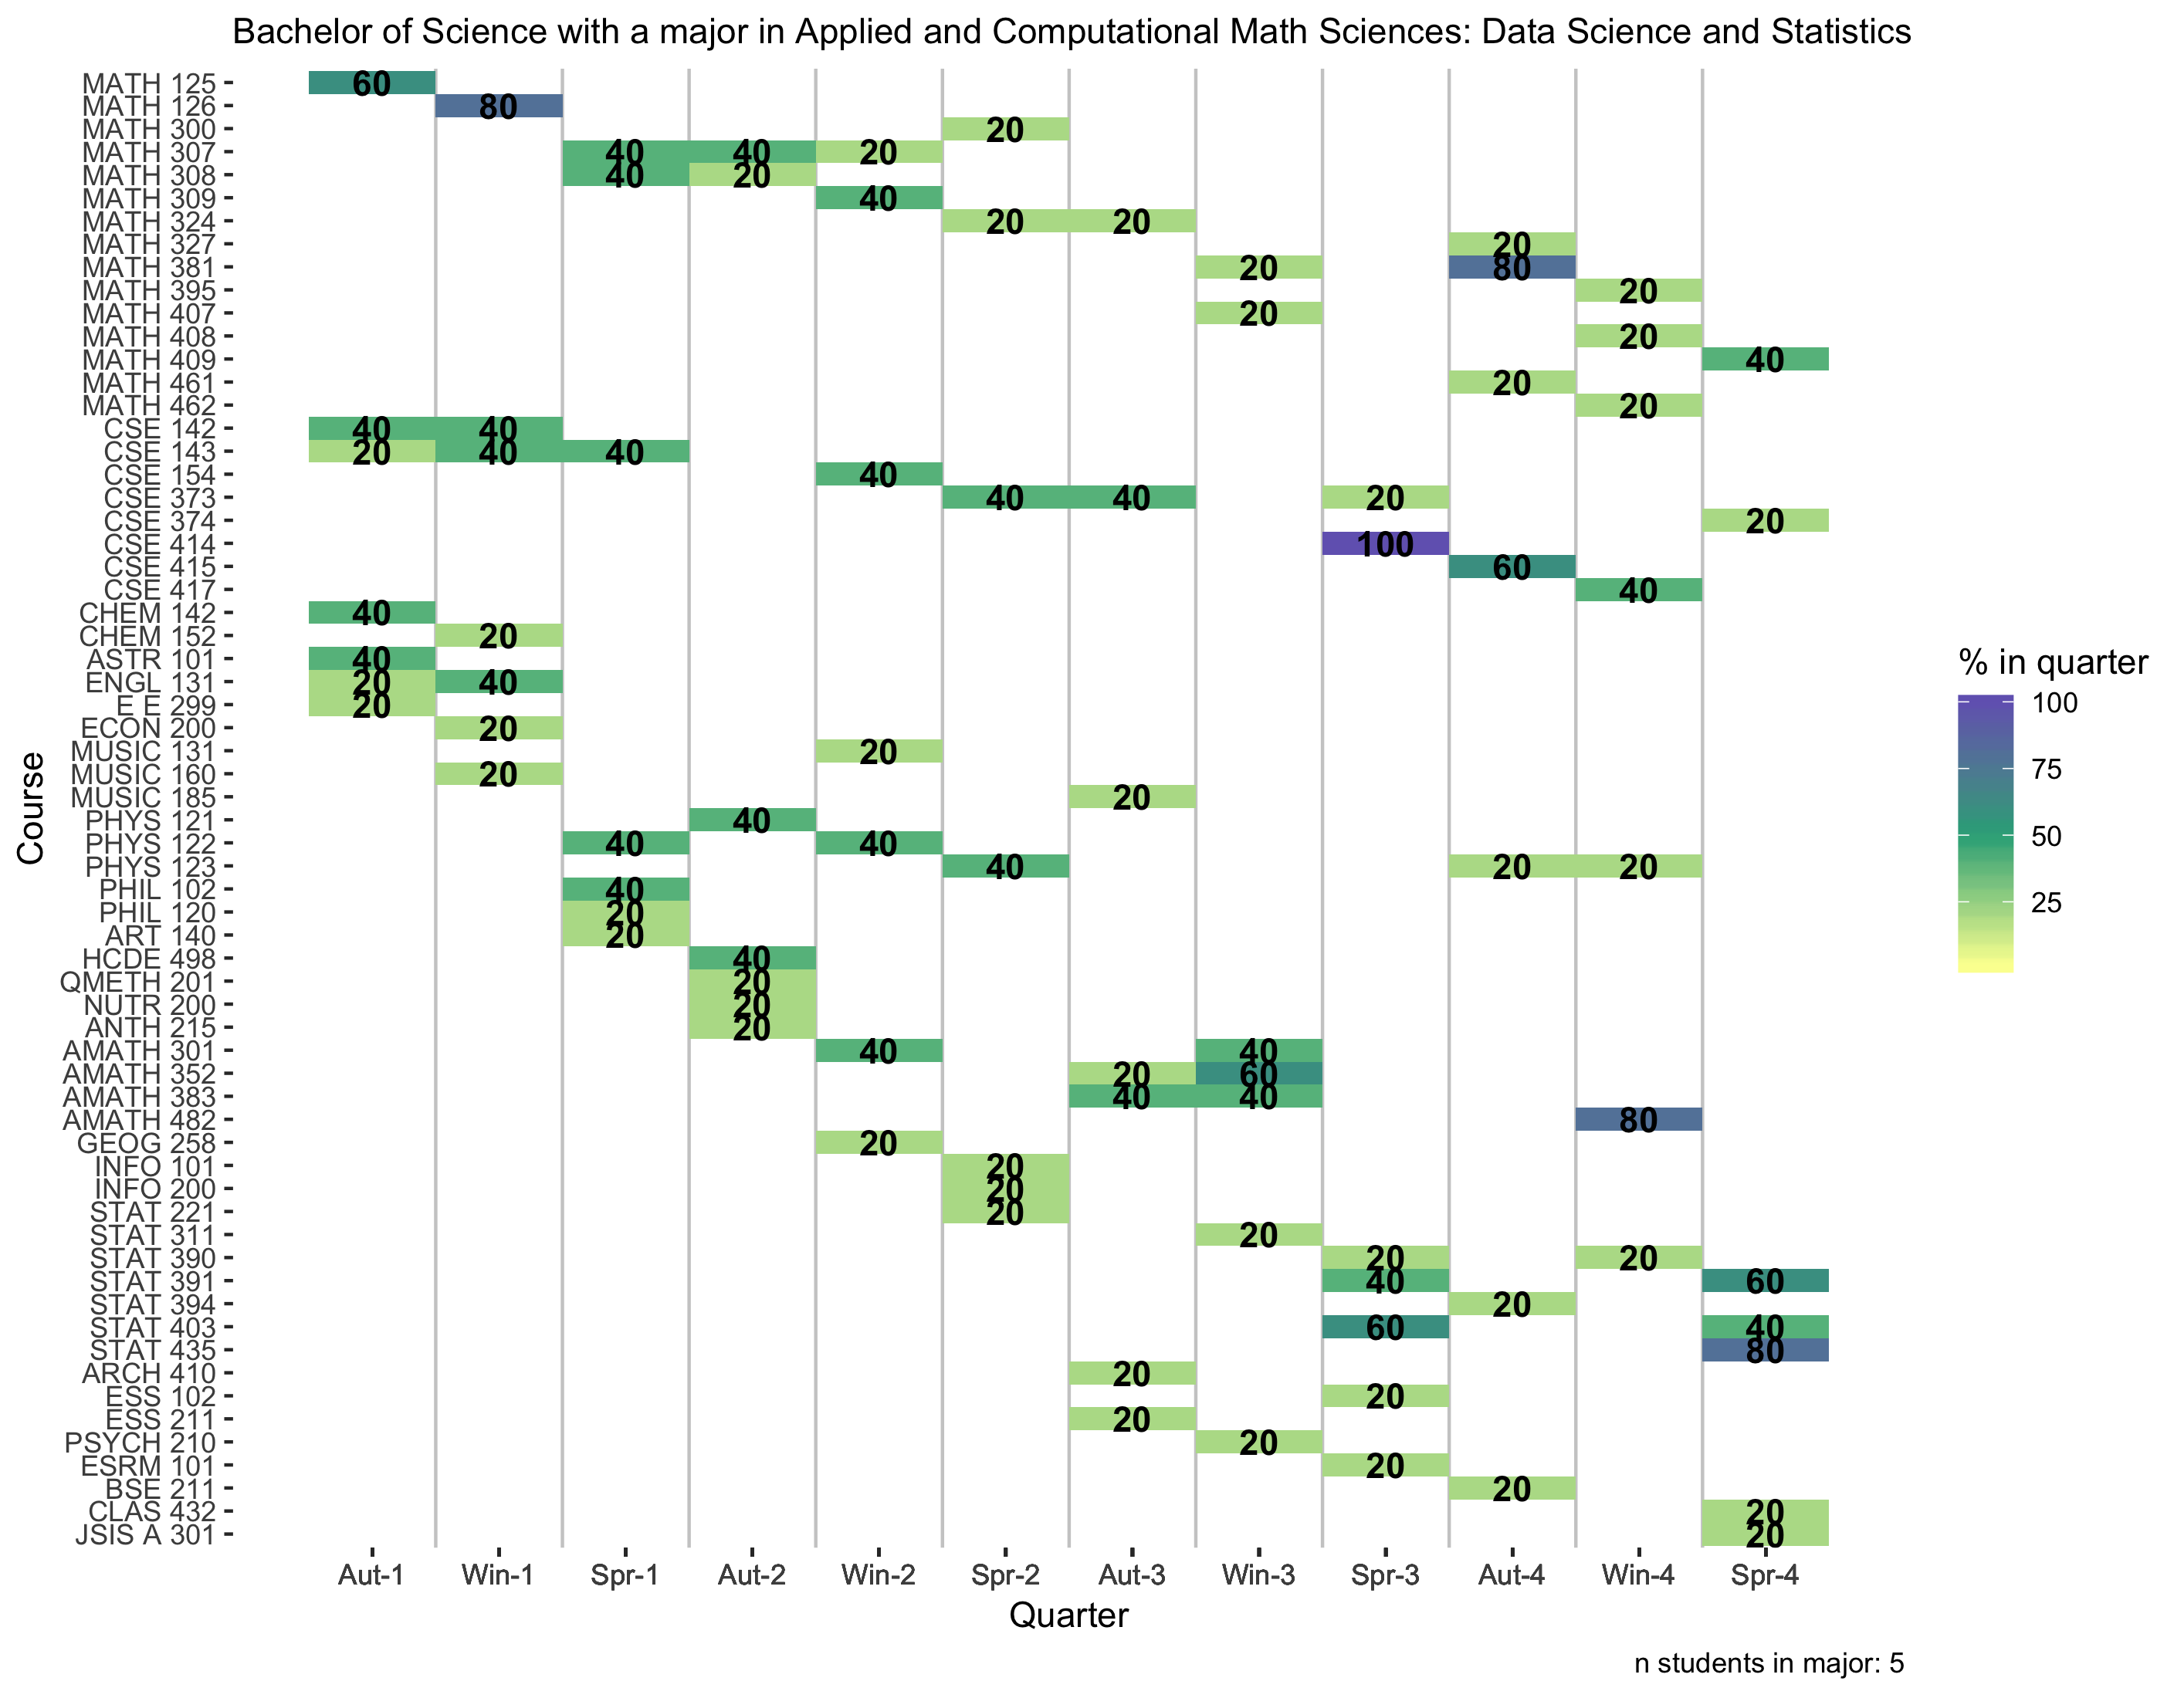 Bachelor of Science with a major in Applied and Computational Math Sciences: Data Science and Statistics
MATH 125 60
MATH 126 80
MATH 300 20
MATH 307 40 40 20
MATH 308 40 20
MATH 309 40
MATH 324 20 20
MATH 327 20
MATH 381 20 80
MATH 395 20
MATH 407 20
MATH 408 20
MATH 409 40
MATH 461 20
MATH 462 20
CSE 142 40 40
CSE 143 20 40 40
CSE 154 40
CSE 373 40 40 20
CSE 374 20
CSE 414 100
CSE 415 60
CSE 417 40
CHEM 142 40
CHEM 152 20
ASTR 101 40
ENGL 131 20 40
E E 299 20
ECON 200 20
MUSIC 131 20
MUSIC 160 20
MUSIC 185 20
PHYS 121 40
PHYS 122 40 40
PHYS 123 40 20 20
PHIL 102 40
PHIL 120 20
ART 140 20
HCDE 498 40
QMETH 201 20
NUTR 200 20
ANTH 215 20
AMATH 301 40 40
AMATH 352 20 60
AMATH 383 40 40
AMATH 482 80
GEOG 258 20
INFO 101 20
INFO 200 20
STAT 221 20
STAT 311 20
STAT 390 20 20
STAT 391 40 60
STAT 394 20
STAT 403 60 40
STAT 435 80
ARCH 410 20
ESS 102 20
ESS 211 20
PSYCH 210 20
ESRM 101 20
BSE 211 20
CLAS 432 20
JSIS A 301 20
Course
Aut-1 Win-1 Spr-1 Aut-2 Win-2 Spr-2 Aut-3 Win-3 Spr-3 Aut-4 Win-4 Spr-4
Quarter
% in quarter
100
75
50
25
n students in major: 5